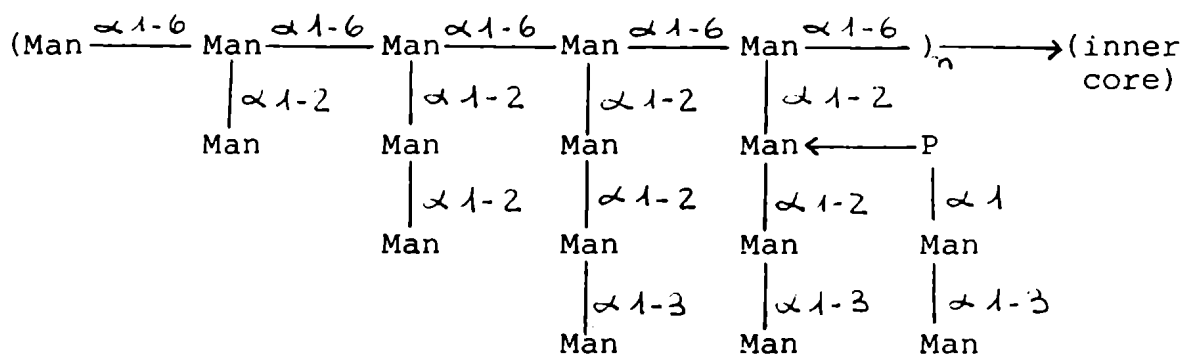 (Man α1-6 Man α1-6 Man α1-6 Man α1-6 Man α1-6 )n (inner
core)
α1-2 α1-2 α1-2 α1-2
Man Man Man Man P
α1-2 α1-2 α1-2 α1
Man Man Man Man
α1-3 α1-3 α1-3
Man Man Man